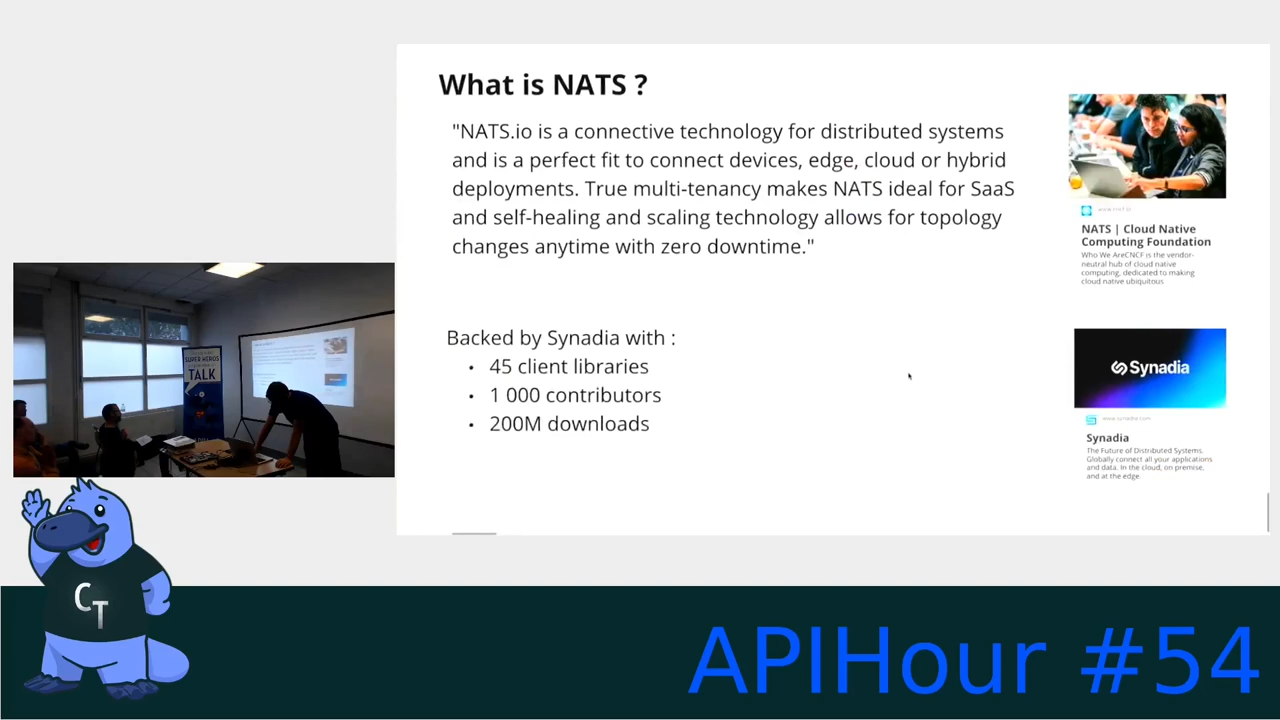 What is NATS ?
"NATS.io is a connective technology for distributed systems
and is a perfect fit to connect devices, edge, cloud or hybrid
deployments. True multi-tenancy makes NATS ideal for SaaS
and self-healing and scaling technology allows for topology
changes anytime with zero downtime."
Backed by Synadia with :
• 45 client libraries
• 1 000 contributors
• 200M downloads
www.cncf.io
NATS | Cloud Native
Computing Foundation
Who We AreCNCF is the vendor-
neutral hub of cloud native
computing, dedicated to making
cloud native ubiquitous
Synadia
www.synadia.com
Synadia
The Future of Distributed Systems.
Globally connect all your applications
and data. In the cloud, on premise,
and at the edge
SUPER HEROS
TALK
CT
APIHour #54